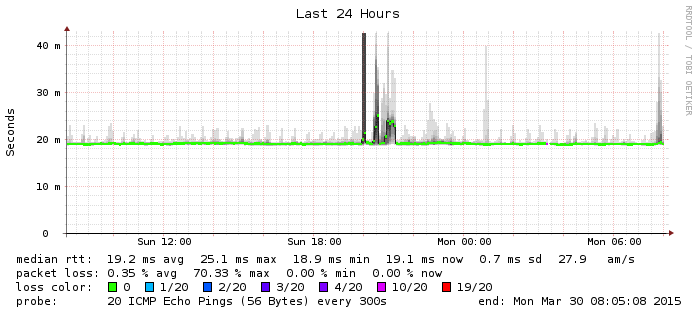 Last 24 Hours
RRDTOOL / TOBI OETIKER
Seconds
40 m
30 m
20 m
10 m
0
Sun 12:00 Sun 18:00 Mon 00:00 Mon 06:00
median rtt: 19.2 ms avg 25.1 ms max 18.9 ms min 19.1 ms now 0.7 ms sd 27.9 am/s
packet loss: 0.35 % avg 70.33 % max 0.00 % min 0.00 % now
loss color: 0 1/20 2/20 3/20 4/20 10/20 19/20
probe: 20 ICMP Echo Pings (56 Bytes) every 300s end: Mon Mar 30 08:05:08 2015